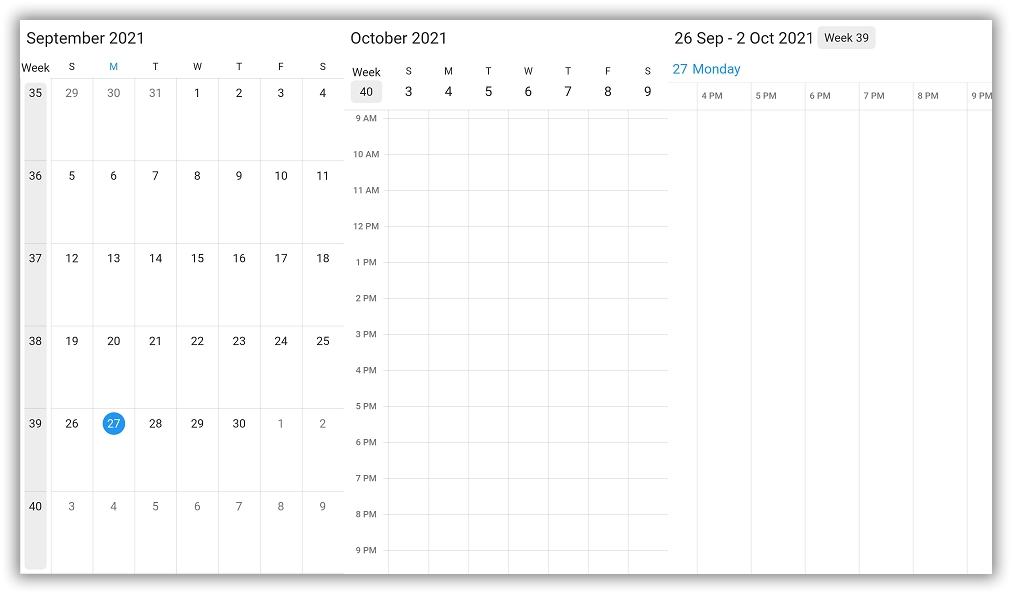 September 2021
Week S M T W T F S
35 29 30 31 1 2 3 4
36 5 6 7 8 9 10 11
37 12 13 14 15 16 17 18
38 19 20 21 22 23 24 25
39 26 27 28 29 30 1 2
40 3 4 5 6 7 8 9
October 2021
Week S M T W T F S
40 3 4 5 6 7 8 9
9 AM
10 AM
11 AM
12 PM
1 PM
2 PM
3 PM
4 PM
5 PM
6 PM
7 PM
8 PM
9 PM
26 Sep - 2 Oct 2021 Week 39
27 Monday
4 PM 5 PM 6 PM 7 PM 8 PM 9 PM